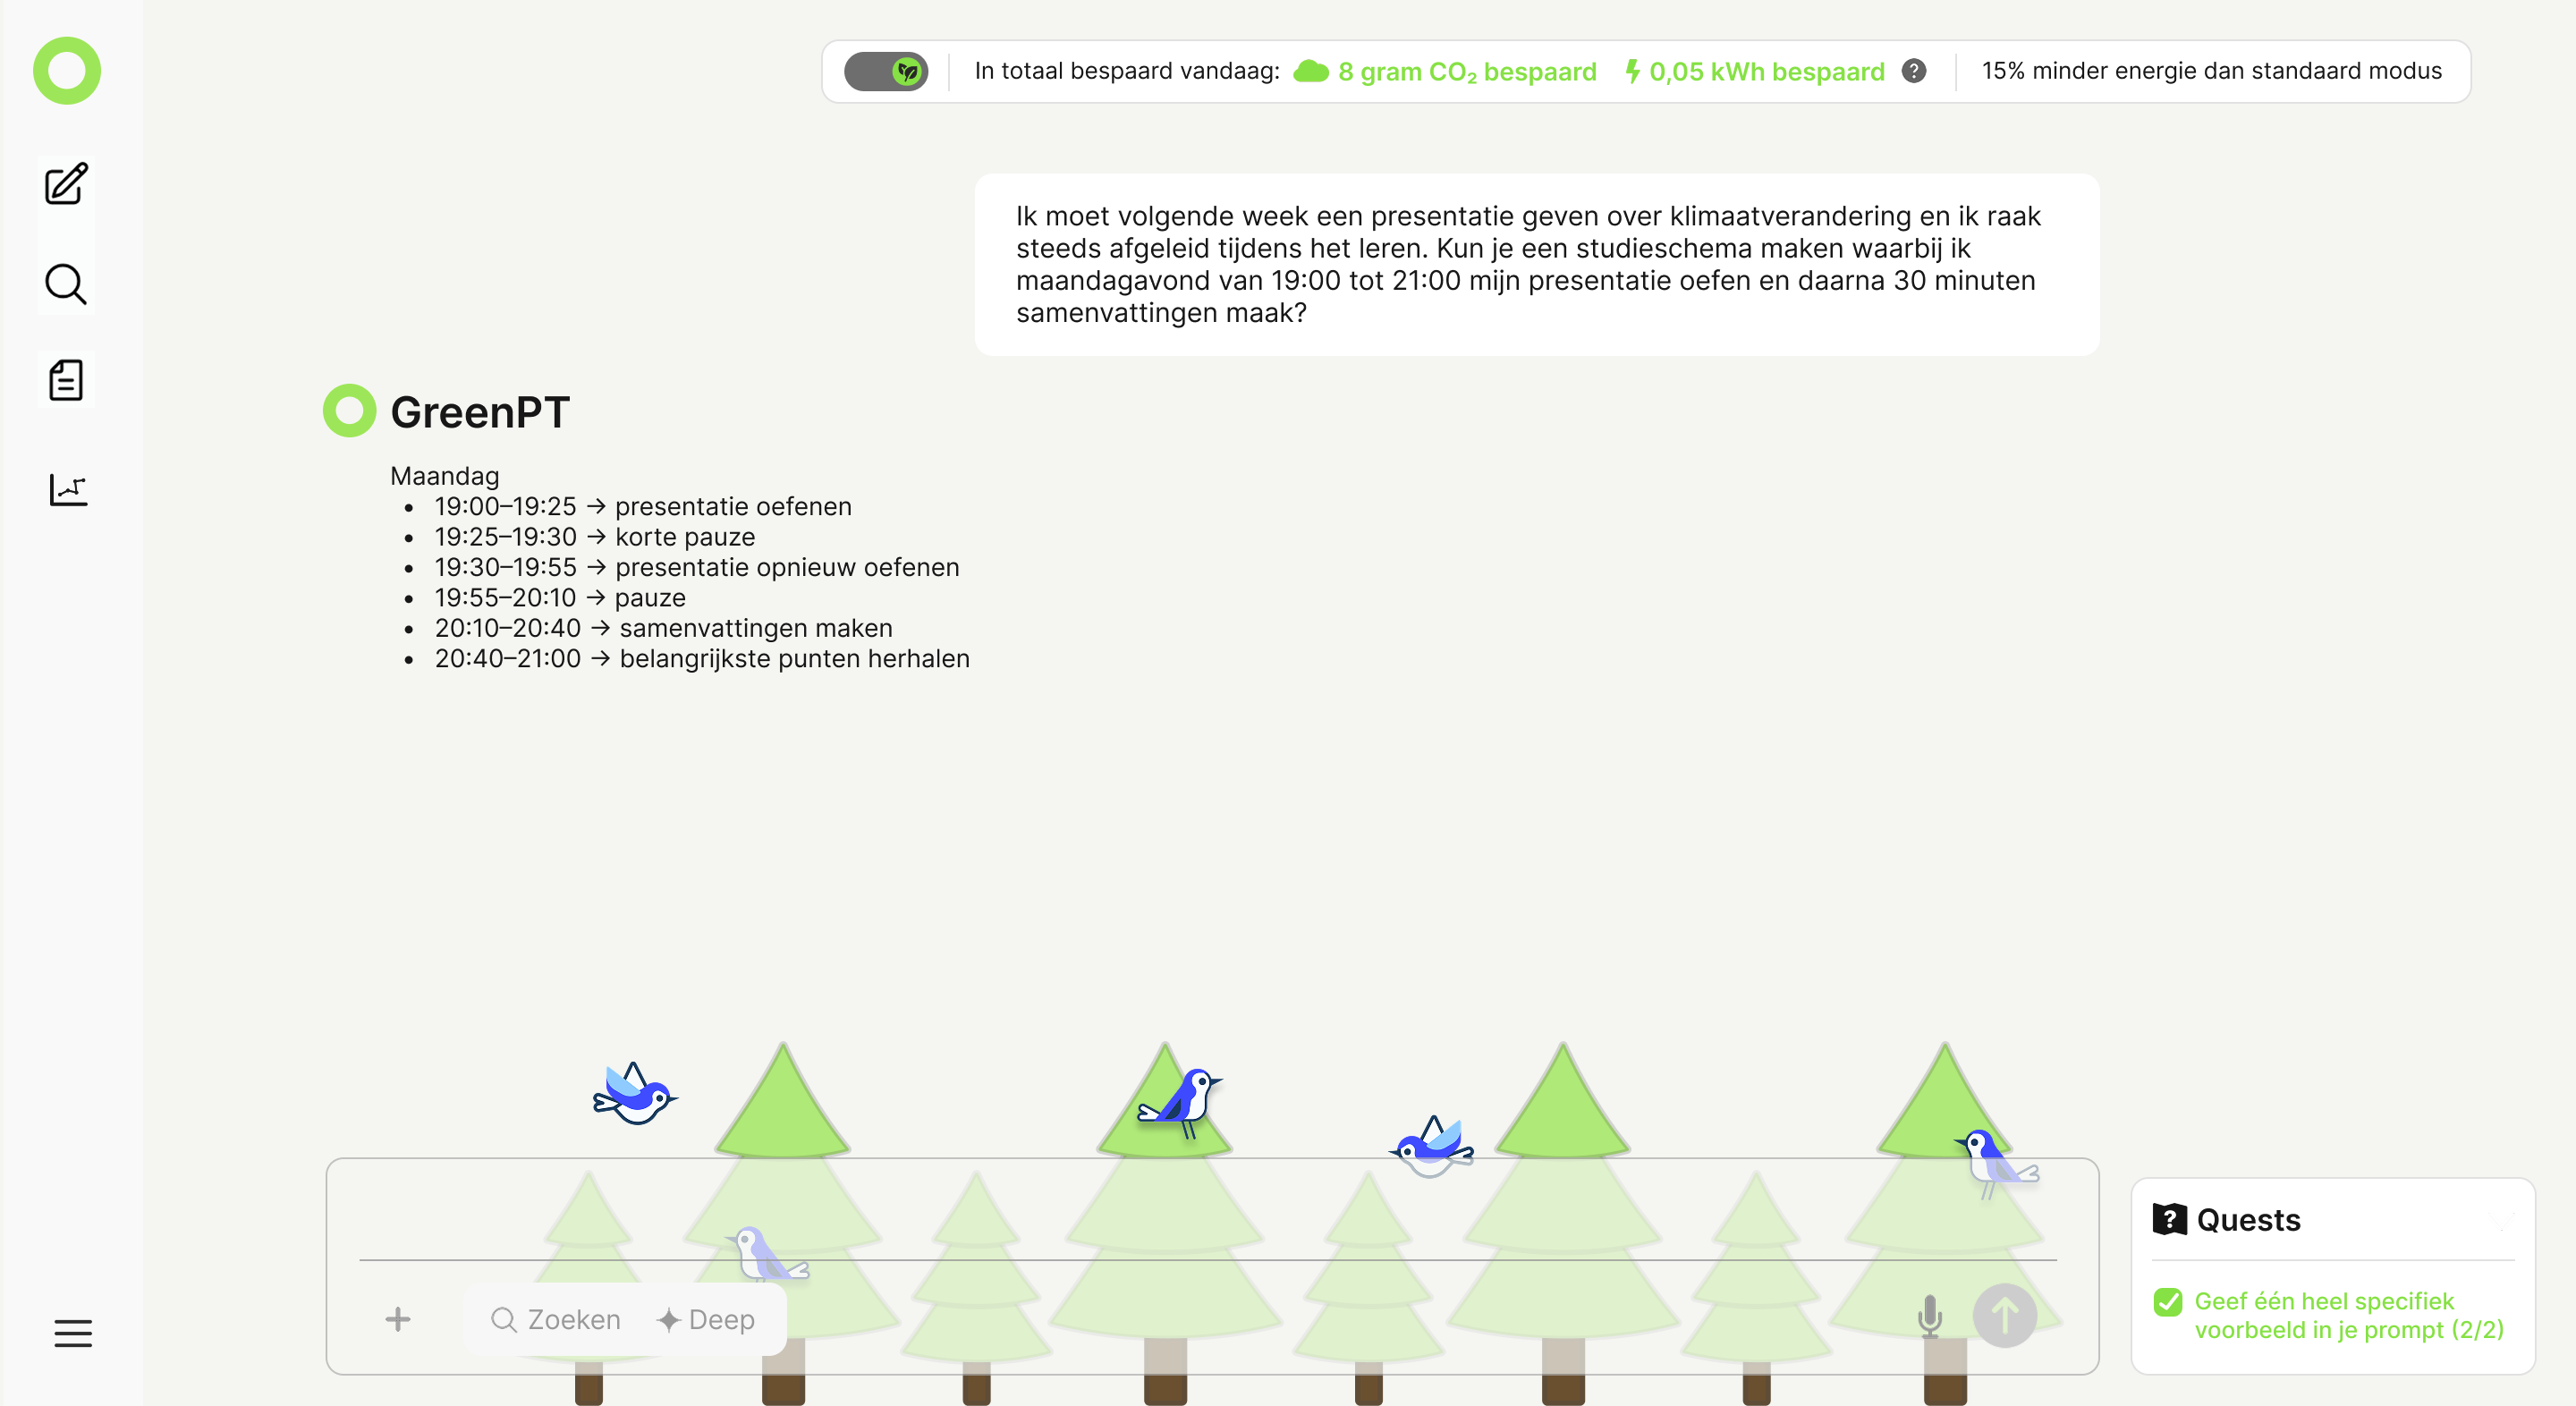 In totaal bespaard vandaag: 8 gram CO₂ bespaard 0,05 kWh bespaard ? 15% minder energie dan standaard modus
Ik moet volgende week een presentatie geven over klimaatverandering en ik raak
steeds afgeleid tijdens het leren. Kun je een studieschema maken waarbij ik
maandagavond van 19:00 tot 21:00 mijn presentatie oefen en daarna 30 minuten
samenvattingen maak?
GreenPT
Maandag
• 19:00–19:25 → presentatie oefenen
• 19:25–19:30 → korte pauze
• 19:30–19:55 → presentatie opnieuw oefenen
• 19:55–20:10 → pauze
• 20:10–20:40 → samenvattingen maken
• 20:40–21:00 → belangrijkste punten herhalen
Zoeken Deep
? Quests
Geef één heel specifiek
voorbeeld in je prompt (2/2)